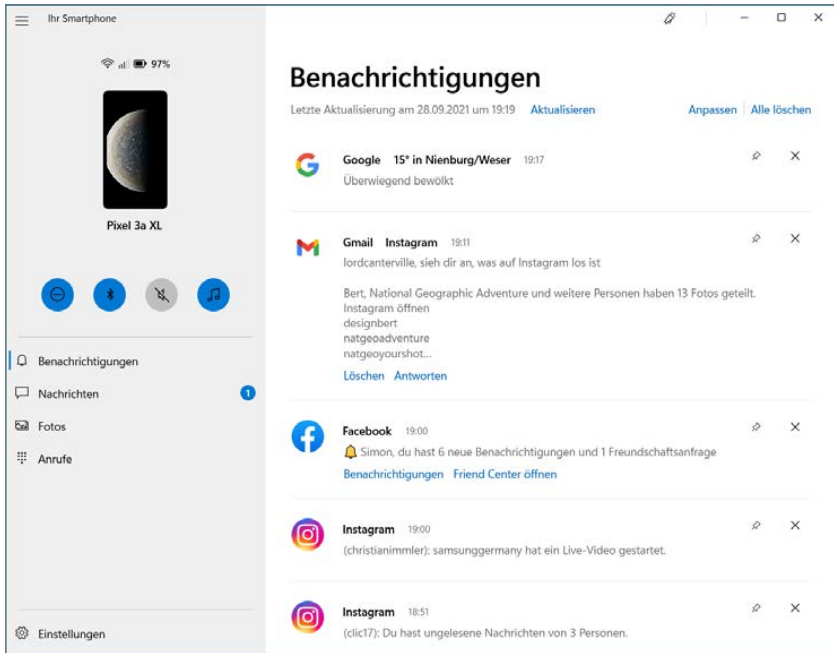 Ihr Smartphone
97%
Pixel 3a XL
Benachrichtigungen
Nachrichten 1
Fotos
Anrufe
Einstellungen
Benachrichtigungen
Letzte Aktualisierung am 28.09.2021 um 19:19 Aktualisieren Anpassen Alle löschen
Google 15° in Nienburg/Weser 19:17
Überwiegend bewölkt
Gmail Instagram 19:11
lordcanterville, sieh dir an, was auf Instagram los ist
Bert, National Geographic Adventure und weitere Personen haben 13 Fotos geteilt.
Instagram öffnen
designbert
natgeoadventure
natgeoyourshot...
Löschen Antworten
Facebook 19:00
Simon, du hast 6 neue Benachrichtigungen und 1 Freundschaftsanfrage
Benachrichtigungen Friend Center öffnen
Instagram 19:00
(christianimmler): samsunggermany hat ein Live-Video gestartet.
Instagram 18:51
(clic17): Du hast ungelesene Nachrichten von 3 Personen.